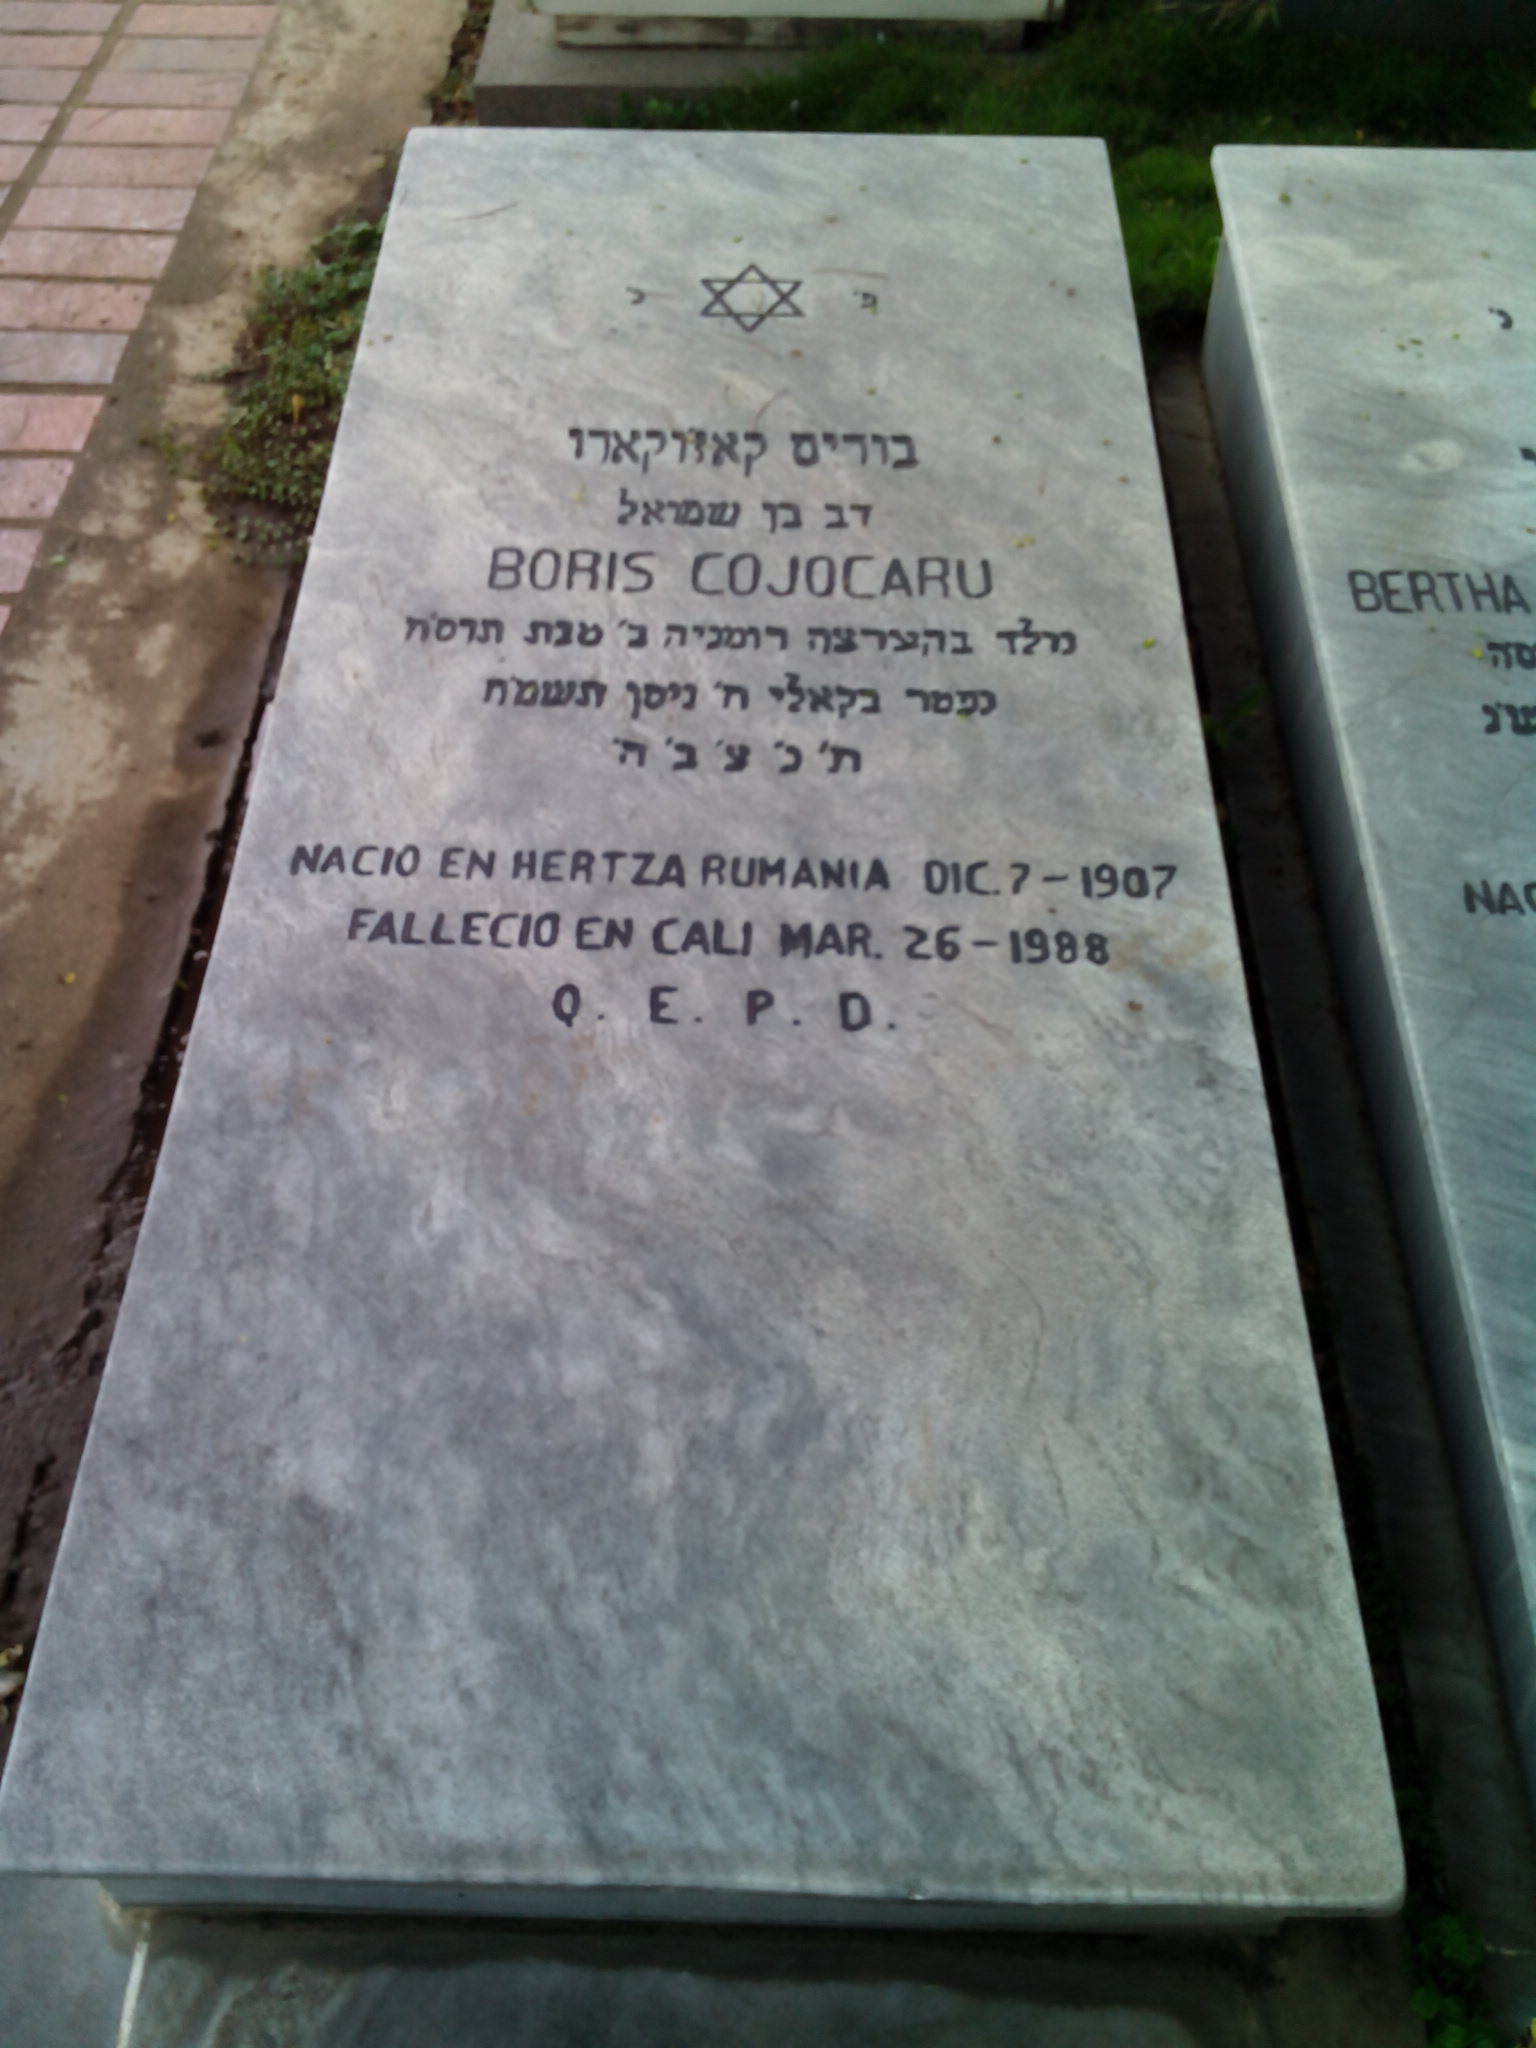 פ׳ נ׳
בוריס קאזוקארו
דב בן שמואל
BORIS COJOCARU
נולד בהצרצה רומניה ב׳ טבת תרס״ח
נפטר בקאלי ח׳ ניסן תשמ״ח
ת׳ נ׳ צ׳ ב׳ ה׳
NACIO EN HERTZA RUMANIA DIC. 7 - 1907
FALLECIO EN CALI MAR. 26 - 1988
Q. E. P. D.
נ׳
BERTHA